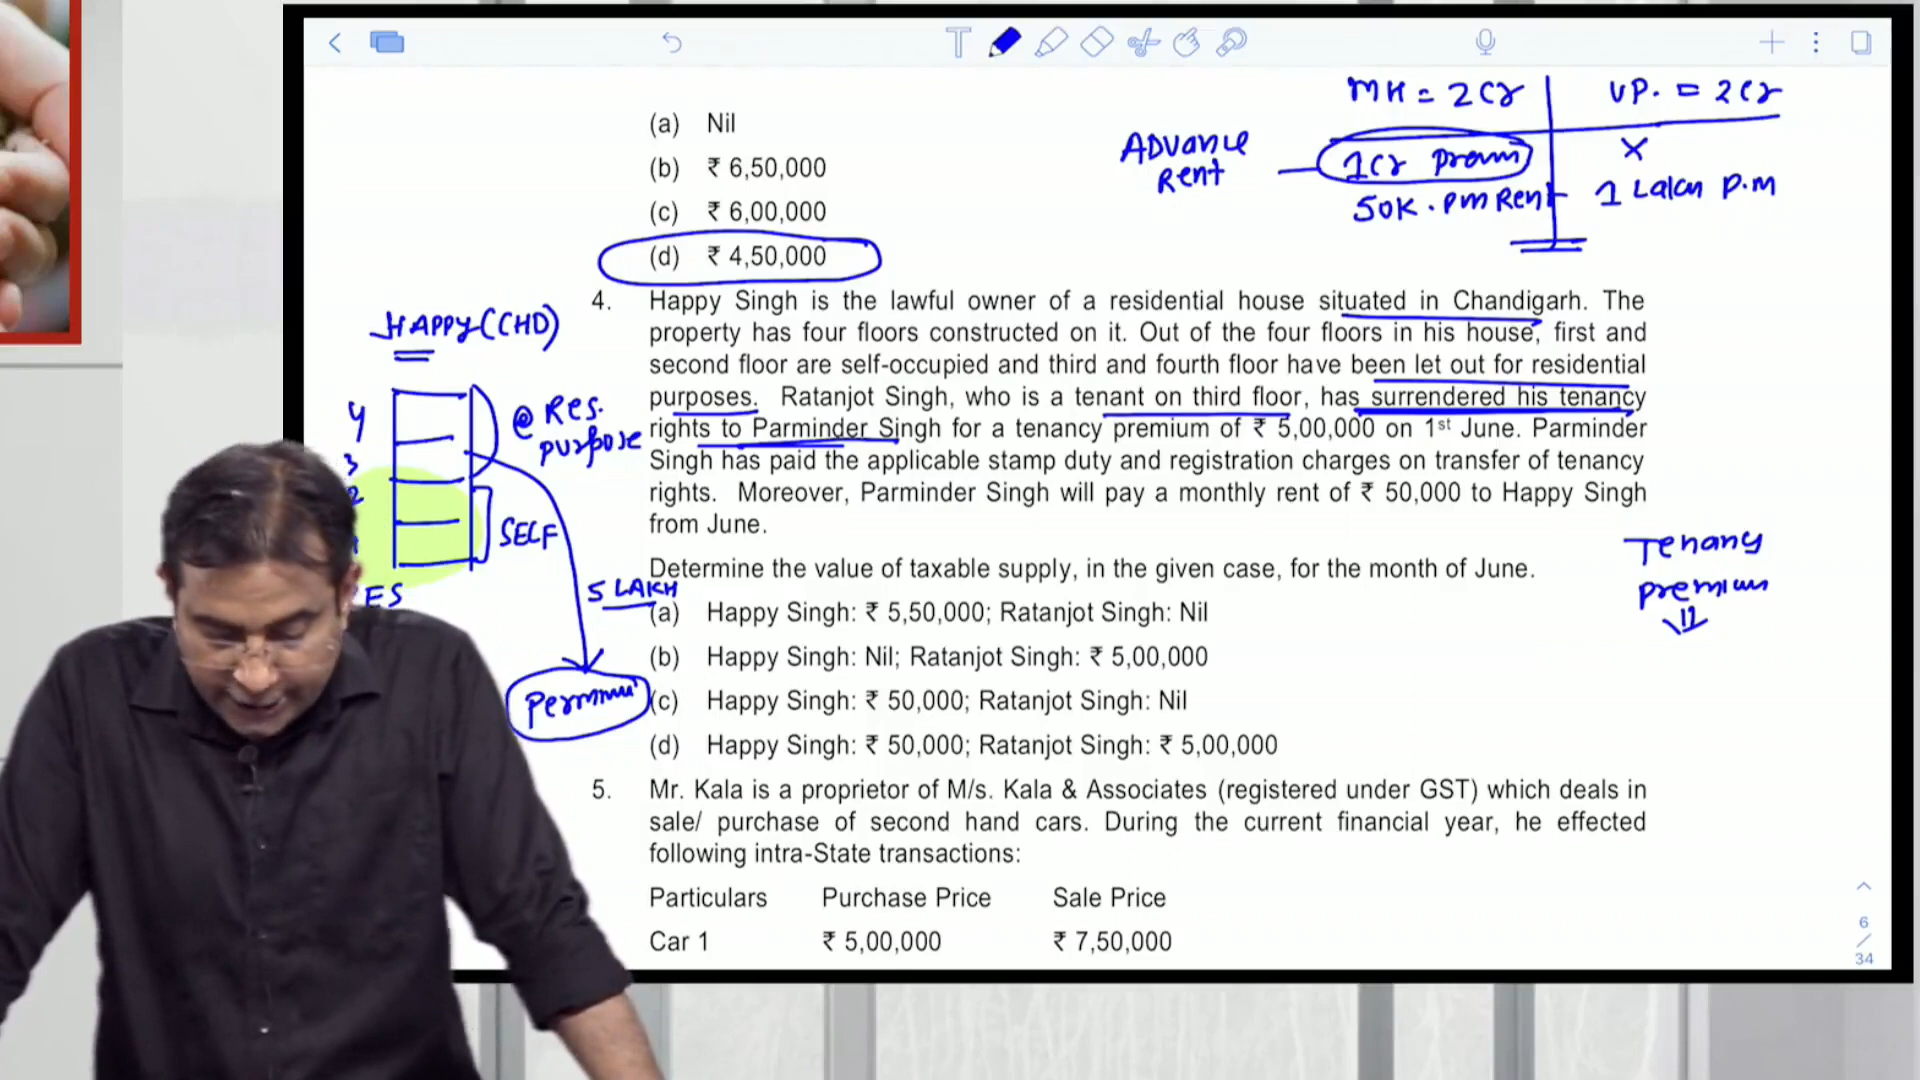 MH = 2Cr
UP. = 2Cr
(a) Nil
ADVANCE
Rent
1Cr prem
X
(b) ₹ 6,50,000
50K.pm Rent
1 Lakh p.m
(c) ₹ 6,00,000
(d) ₹ 4,50,000
4. Happy Singh is the lawful owner of a residential house situated in Chandigarh. The
property has four floors constructed on it. Out of the four floors in his house, first and
second floor are self-occupied and third and fourth floor have been let out for residential
purposes. Ratanjot Singh, who is a tenant on third floor, has surrendered his tenancy
rights to Parminder Singh for a tenancy premium of ₹ 5,00,000 on 1st June. Parminder
Singh has paid the applicable stamp duty and registration charges on transfer of tenancy
rights. Moreover, Parminder Singh will pay a monthly rent of ₹ 50,000 to Happy Singh
from June.
HAPPY (CHD)
4
@ Res.
purpose
3
2
SELF
ES
5 LAKH
Tenancy
premium
Determine the value of taxable supply, in the given case, for the month of June.
(a) Happy Singh: ₹ 5,50,000; Ratanjot Singh: Nil
(b) Happy Singh: Nil; Ratanjot Singh: ₹ 5,00,000
(c) Happy Singh: ₹ 50,000; Ratanjot Singh: Nil
(d) Happy Singh: ₹ 50,000; Ratanjot Singh: ₹ 5,00,000
5. Mr. Kala is a proprietor of M/s. Kala & Associates (registered under GST) which deals in
sale/ purchase of second hand cars. During the current financial year, he effected
following intra-State transactions:
Particulars Purchase Price Sale Price
Car 1 ₹ 5,00,000 ₹ 7,50,000
6
/
34